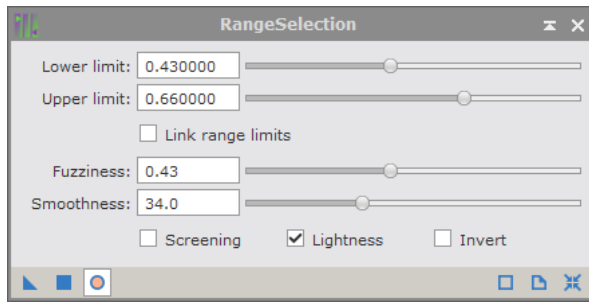 RangeSelection
Lower limit: 0.430000
Upper limit: 0.660000
Link range limits
Fuzziness: 0.43
Smoothness: 34.0
Screening Lightness Invert